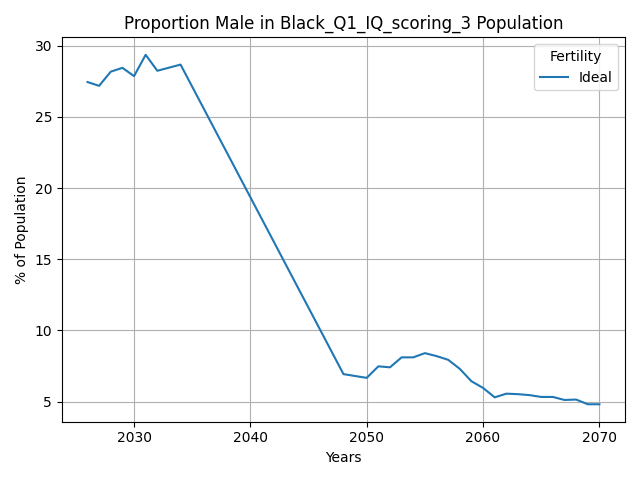 Proportion Male in Black_Q1_IQ_scoring_3 Population
30
25
20
15
10
5
% of Population
Fertility
Ideal
2030
2040
2050
2060
2070
Years